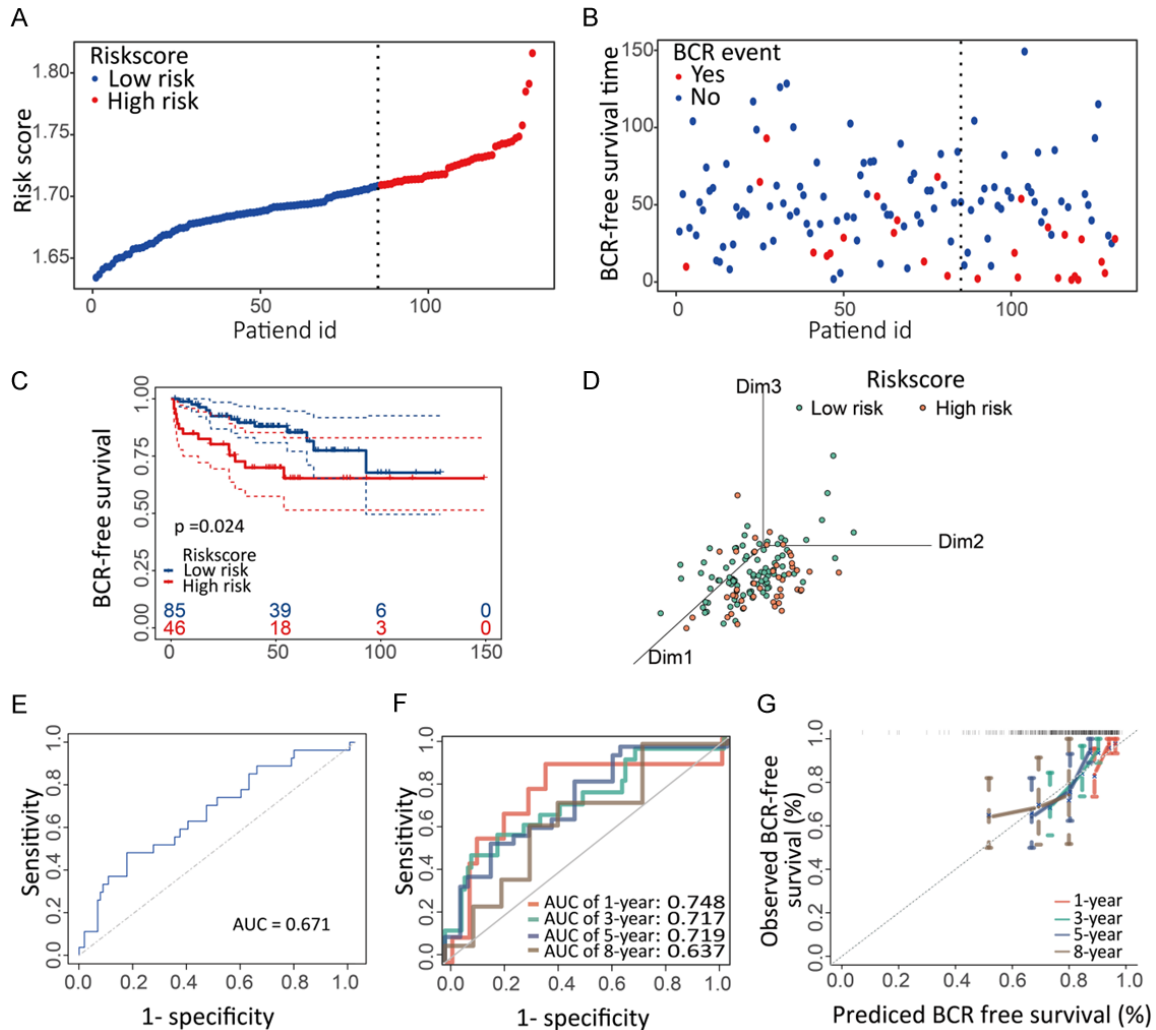 A
Riskscore
Low risk
High risk
Risk score
1.80
1.75
1.70
1.65
0
50
100
Patiend id
B
BCR event
Yes
No
BCR-free survival time
150
100
50
0
0
50
100
Patiend id
C
BCR-free survival
1.00
0.75
0.50
0.25
0.00
p =0.024
Riskscore
Low risk
High risk
85 39 6 0
46 18 3 0
0 50 100 150
D
Riskscore
Low risk
High risk
Dim3
Dim2
Dim1
E
Sensitivity
1.0
0.8
0.6
0.4
0.2
0.0
AUC = 0.671
0.0 0.2 0.4 0.6 0.8 1.0
1- specificity
F
Sensitivity
1.0
0.8
0.6
0.4
0.2
0.0
AUC of 1-year: 0.748
AUC of 3-year: 0.717
AUC of 5-year: 0.719
AUC of 8-year: 0.637
0.0 0.2 0.4 0.6 0.8 1.0
1- specificity
G
Observed BCR-free
survival (%)
1.0
0.8
0.6
0.4
0.2
0.0
1-year
3-year
5-year
8-year
0.0 0.2 0.4 0.6 0.8 1.0
Prediced BCR free survival (%)